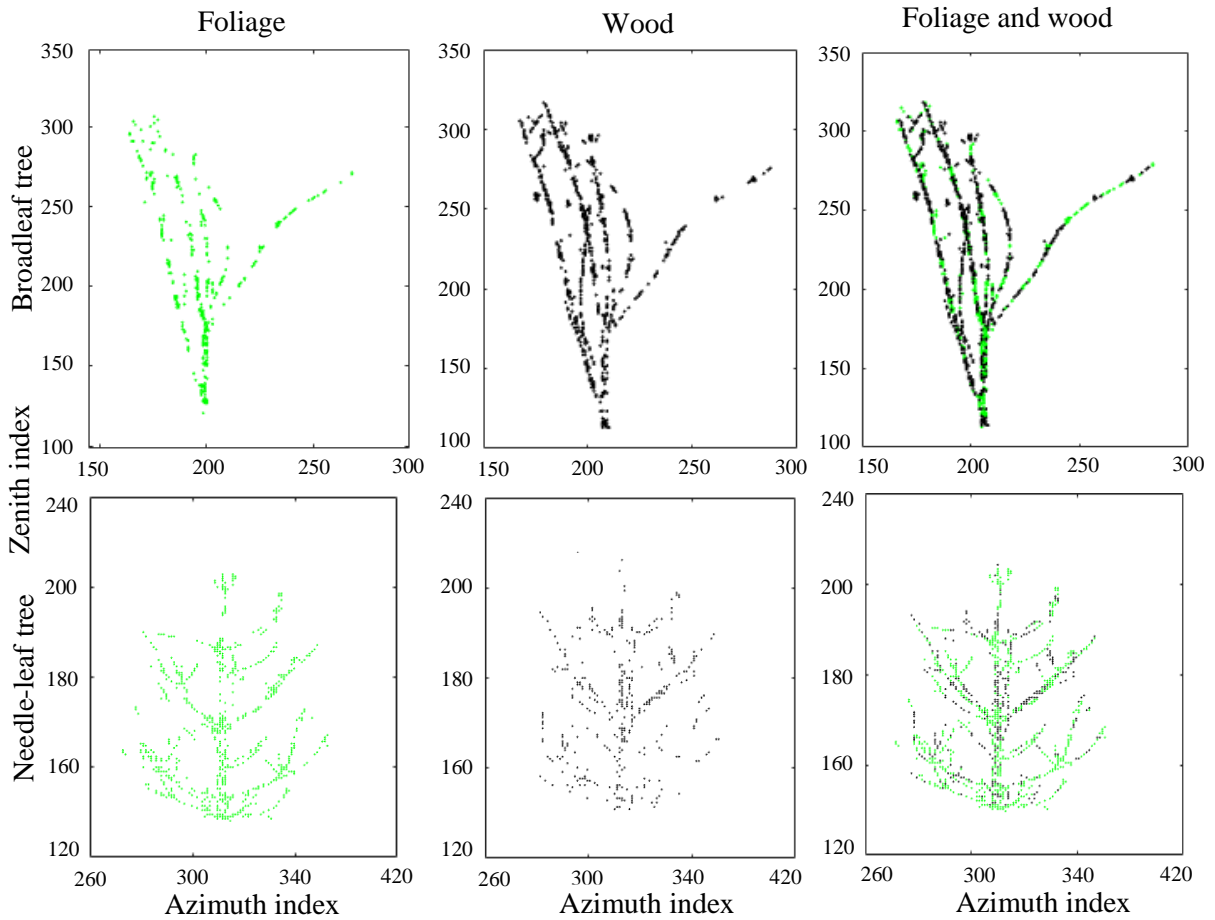 Foliage Wood Foliage and wood
Broadleaf tree
350 350 350
300 300 300
250 250 250
200 200 200
150 150 150
100 100 100
150 200 250 300 150 200 250 300 150 200 250 300
Zenith index
Needle-leaf tree
240 240 240
200 200 200
180 180 180
160 160 160
120 120 120
260 300 340 420 260 300 340 420 260 300 340 420
Azimuth index Azimuth index Azimuth index